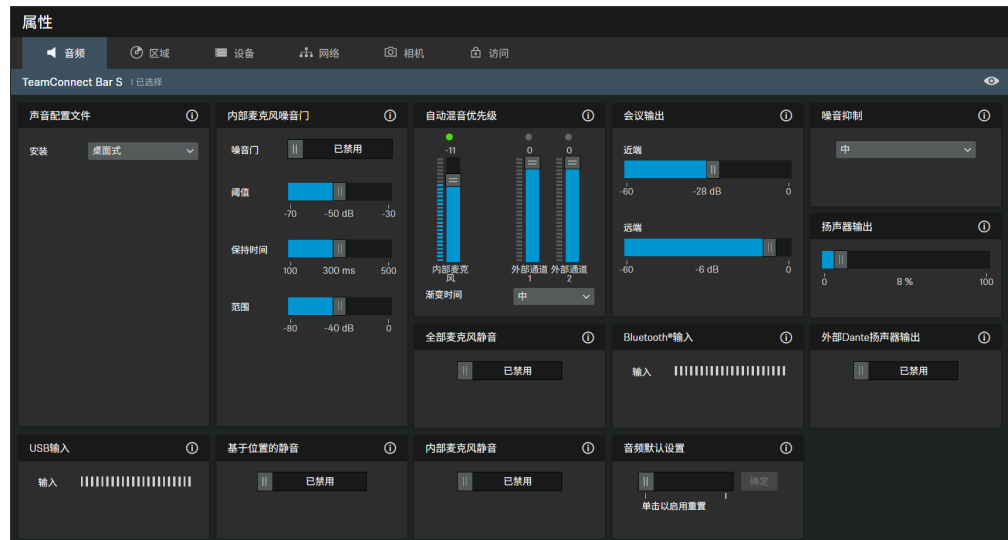 属性
音频 区域 设备 网络 相机 访问
TeamConnect Bar S 1 已选择
声音配置文件
安装 桌面式
内部麦克风噪音门
噪音门 已禁用
阈值
-70 -50 dB -30
保持时间
100 300 ms 500
范围
-80 -40 dB 0
自动混音优先级
-11 0 0
内部麦克风 外部通道 1 外部通道 2
渐变时间 中
会议输出
近端
-60 -28 dB 0
远端
-60 -6 dB 0
噪音抑制
中
扬声器输出
0 8 % 100
全部麦克风静音
已禁用
Bluetooth®输入
输入
外部Dante扬声器输出
已禁用
USB输入
输入
基于位置的静音
已禁用
内部麦克风静音
已禁用
音频默认设置
确定
单击以启用重置